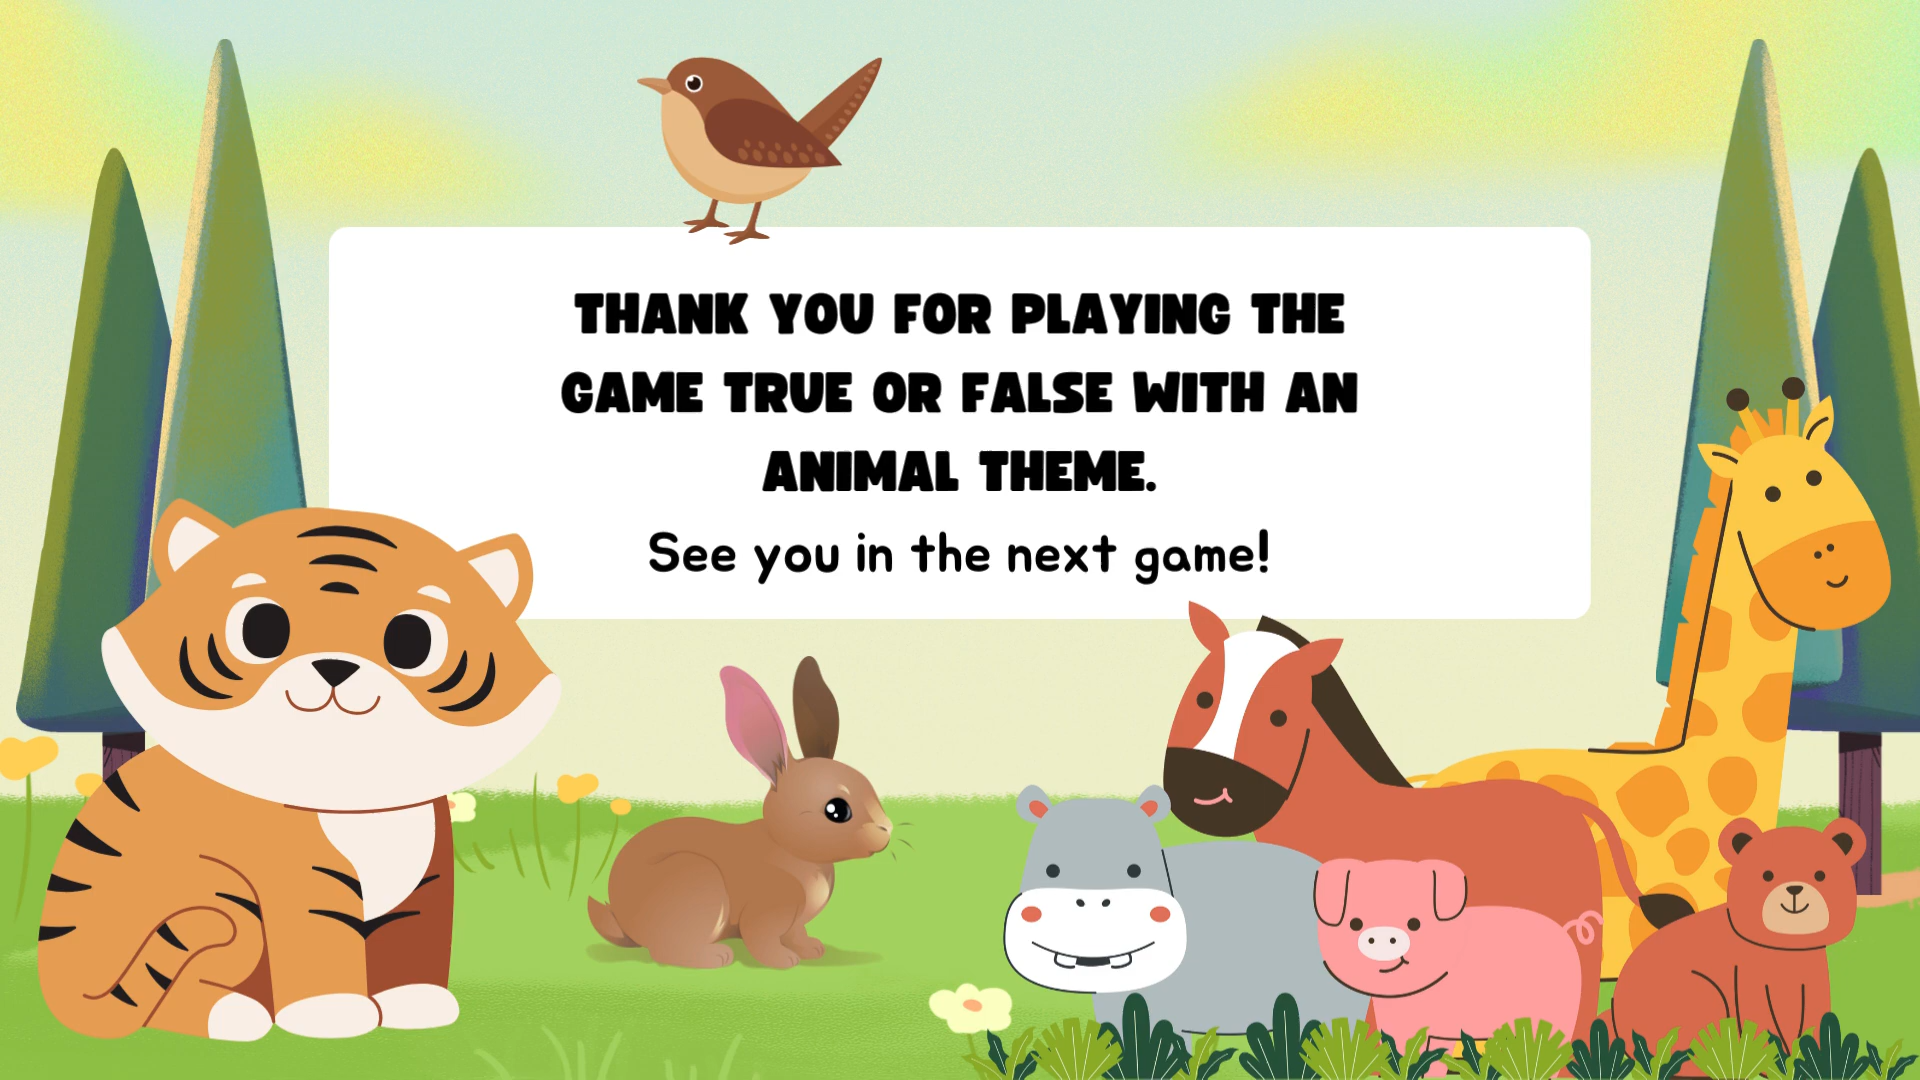 THANK YOU FOR PLAYING THE
GAME TRUE OR FALSE WITH AN
ANIMAL THEME.
See you in the next game!